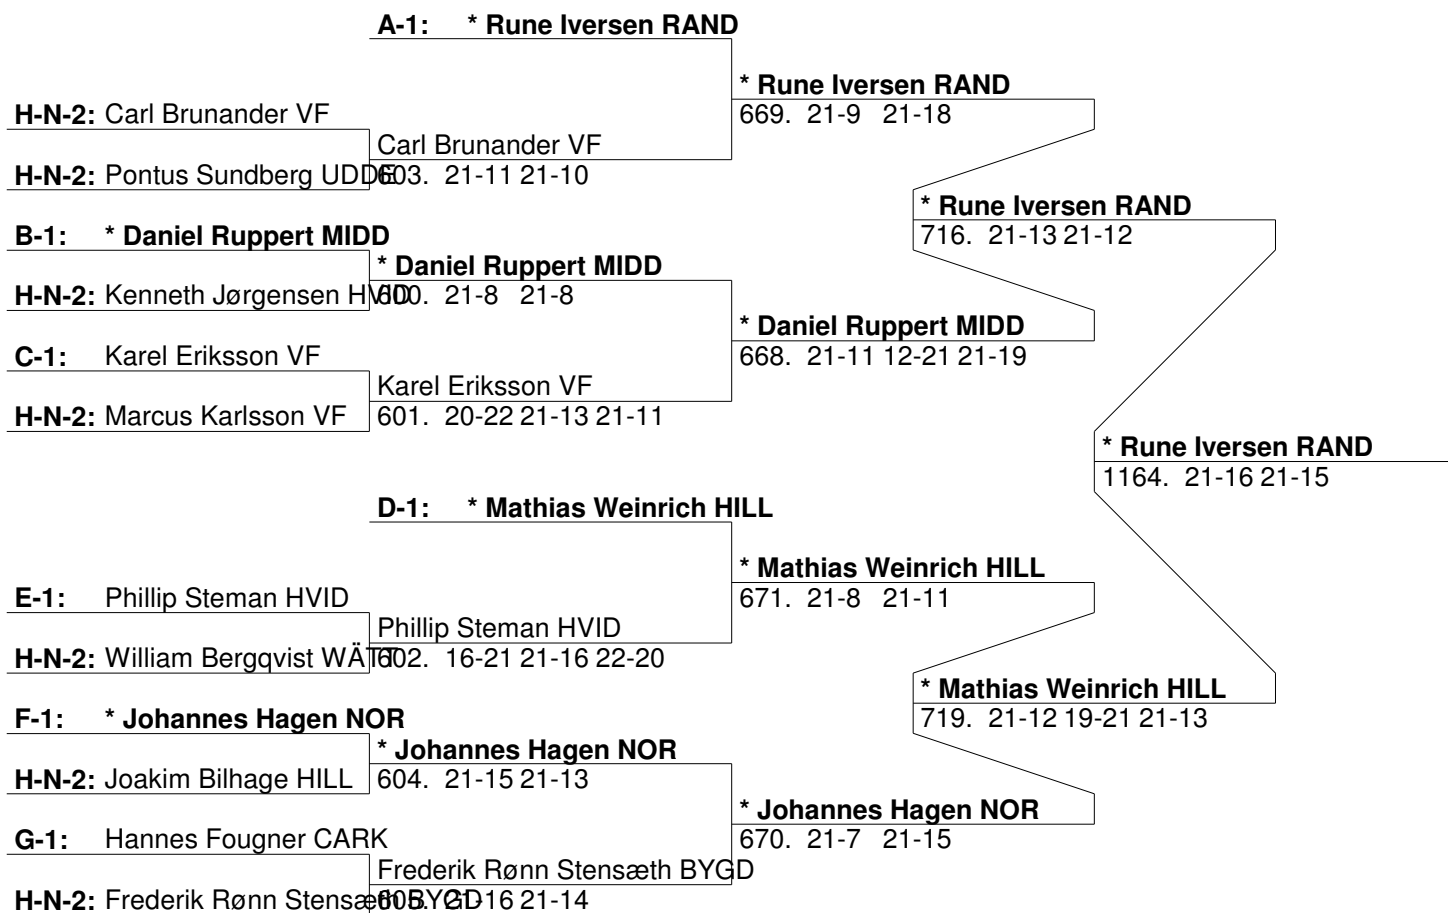 A-1: * Rune Iversen RAND
* Rune Iversen RAND
H-N-2: Carl Brunander VF
669. 21-9 21-18
Carl Brunander VF
H-N-2: Pontus Sundberg UDDE
603. 21-11 21-10
* Rune Iversen RAND
B-1: * Daniel Ruppert MIDD
716. 21-13 21-12
* Daniel Ruppert MIDD
H-N-2: Kenneth Jørgensen HVID
600. 21-8 21-8
* Daniel Ruppert MIDD
C-1: Karel Eriksson VF
668. 21-11 12-21 21-19
Karel Eriksson VF
H-N-2: Marcus Karlsson VF
601. 20-22 21-13 21-11
* Rune Iversen RAND
1164. 21-16 21-15
D-1: * Mathias Weinrich HILL
* Mathias Weinrich HILL
E-1: Phillip Steman HVID
671. 21-8 21-11
Phillip Steman HVID
H-N-2: William Bergqvist WÄTT
602. 16-21 21-16 22-20
* Mathias Weinrich HILL
F-1: * Johannes Hagen NOR
719. 21-12 19-21 21-13
* Johannes Hagen NOR
H-N-2: Joakim Bilhage HILL
604. 21-15 21-13
* Johannes Hagen NOR
G-1: Hannes Fougner CARK
670. 21-7 21-15
Frederik Rønn Stensæth BYGD
H-N-2: Frederik Rønn Stensæth BYGD
605. 21-16 21-14